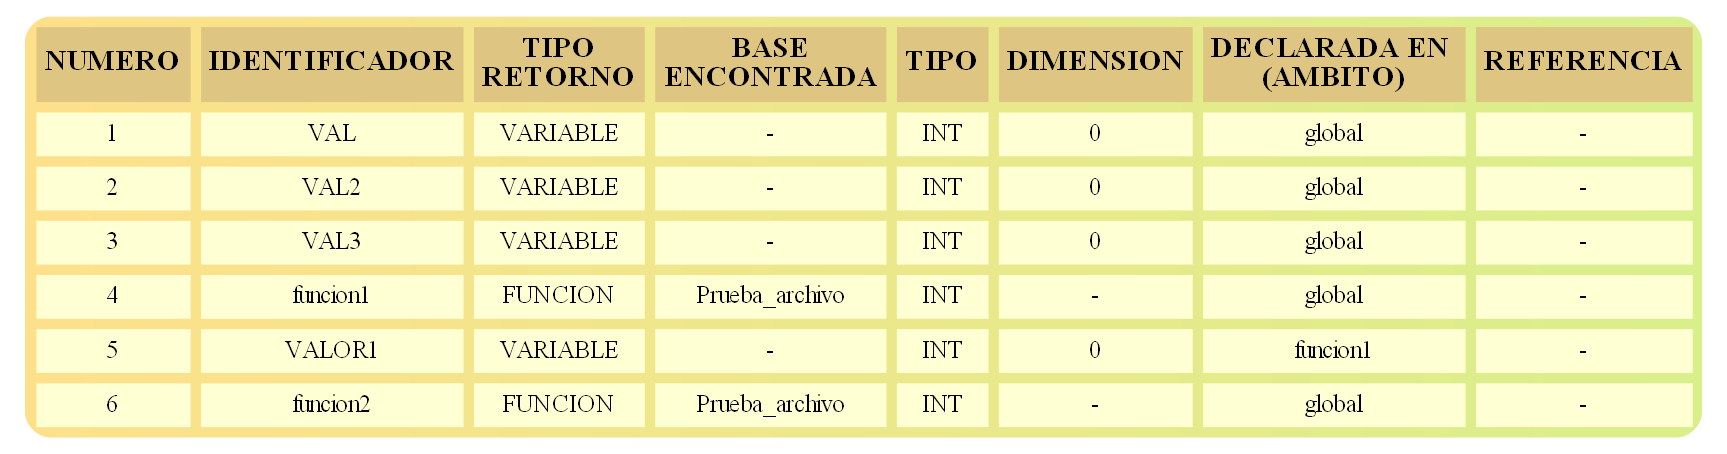 NUMERO IDENTIFICADOR TIPO RETORNO BASE ENCONTRADA TIPO DIMENSION DECLARADA EN (AMBITO) REFERENCIA
1 VAL VARIABLE - INT 0 global -
2 VAL2 VARIABLE - INT 0 global -
3 VAL3 VARIABLE - INT 0 global -
4 funcion1 FUNCION Prueba_archivo INT - global -
5 VALOR1 VARIABLE - INT 0 funcion1 -
6 funcion2 FUNCION Prueba_archivo INT - global -